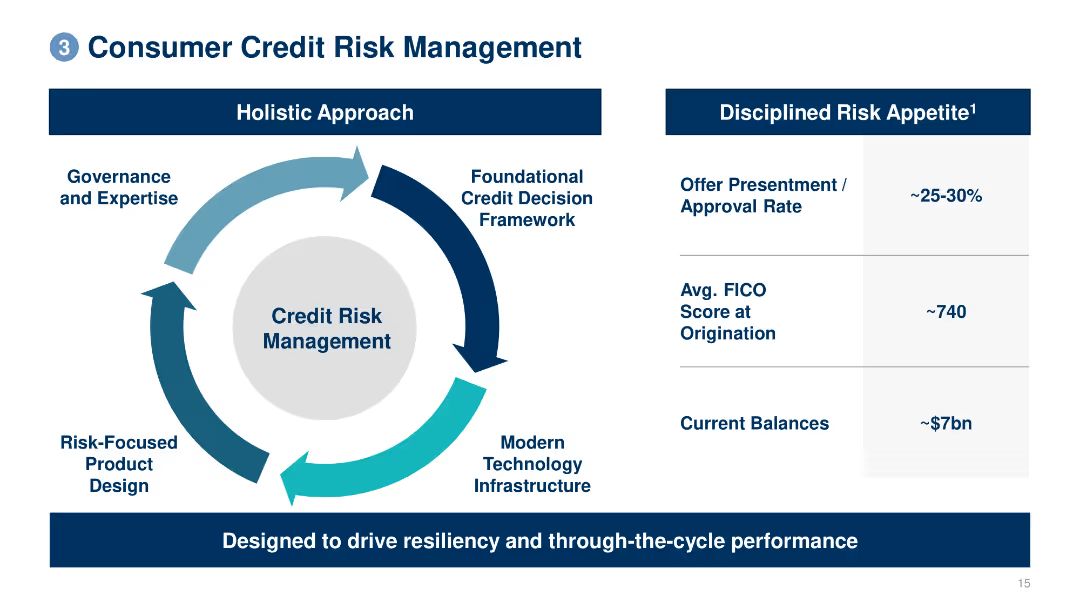 3 Consumer Credit Risk Management
Holistic Approach
Governance
and Expertise
Foundational
Credit Decision
Framework
Credit Risk
Management
Risk-Focused
Product
Design
Modern
Technology
Infrastructure
Disciplined Risk Appetite¹
Offer Presentment /
Approval Rate
~25-30%
Avg. FICO
Score at
Origination
~740
Current Balances
~$7bn
Designed to drive resiliency and through-the-cycle performance
15